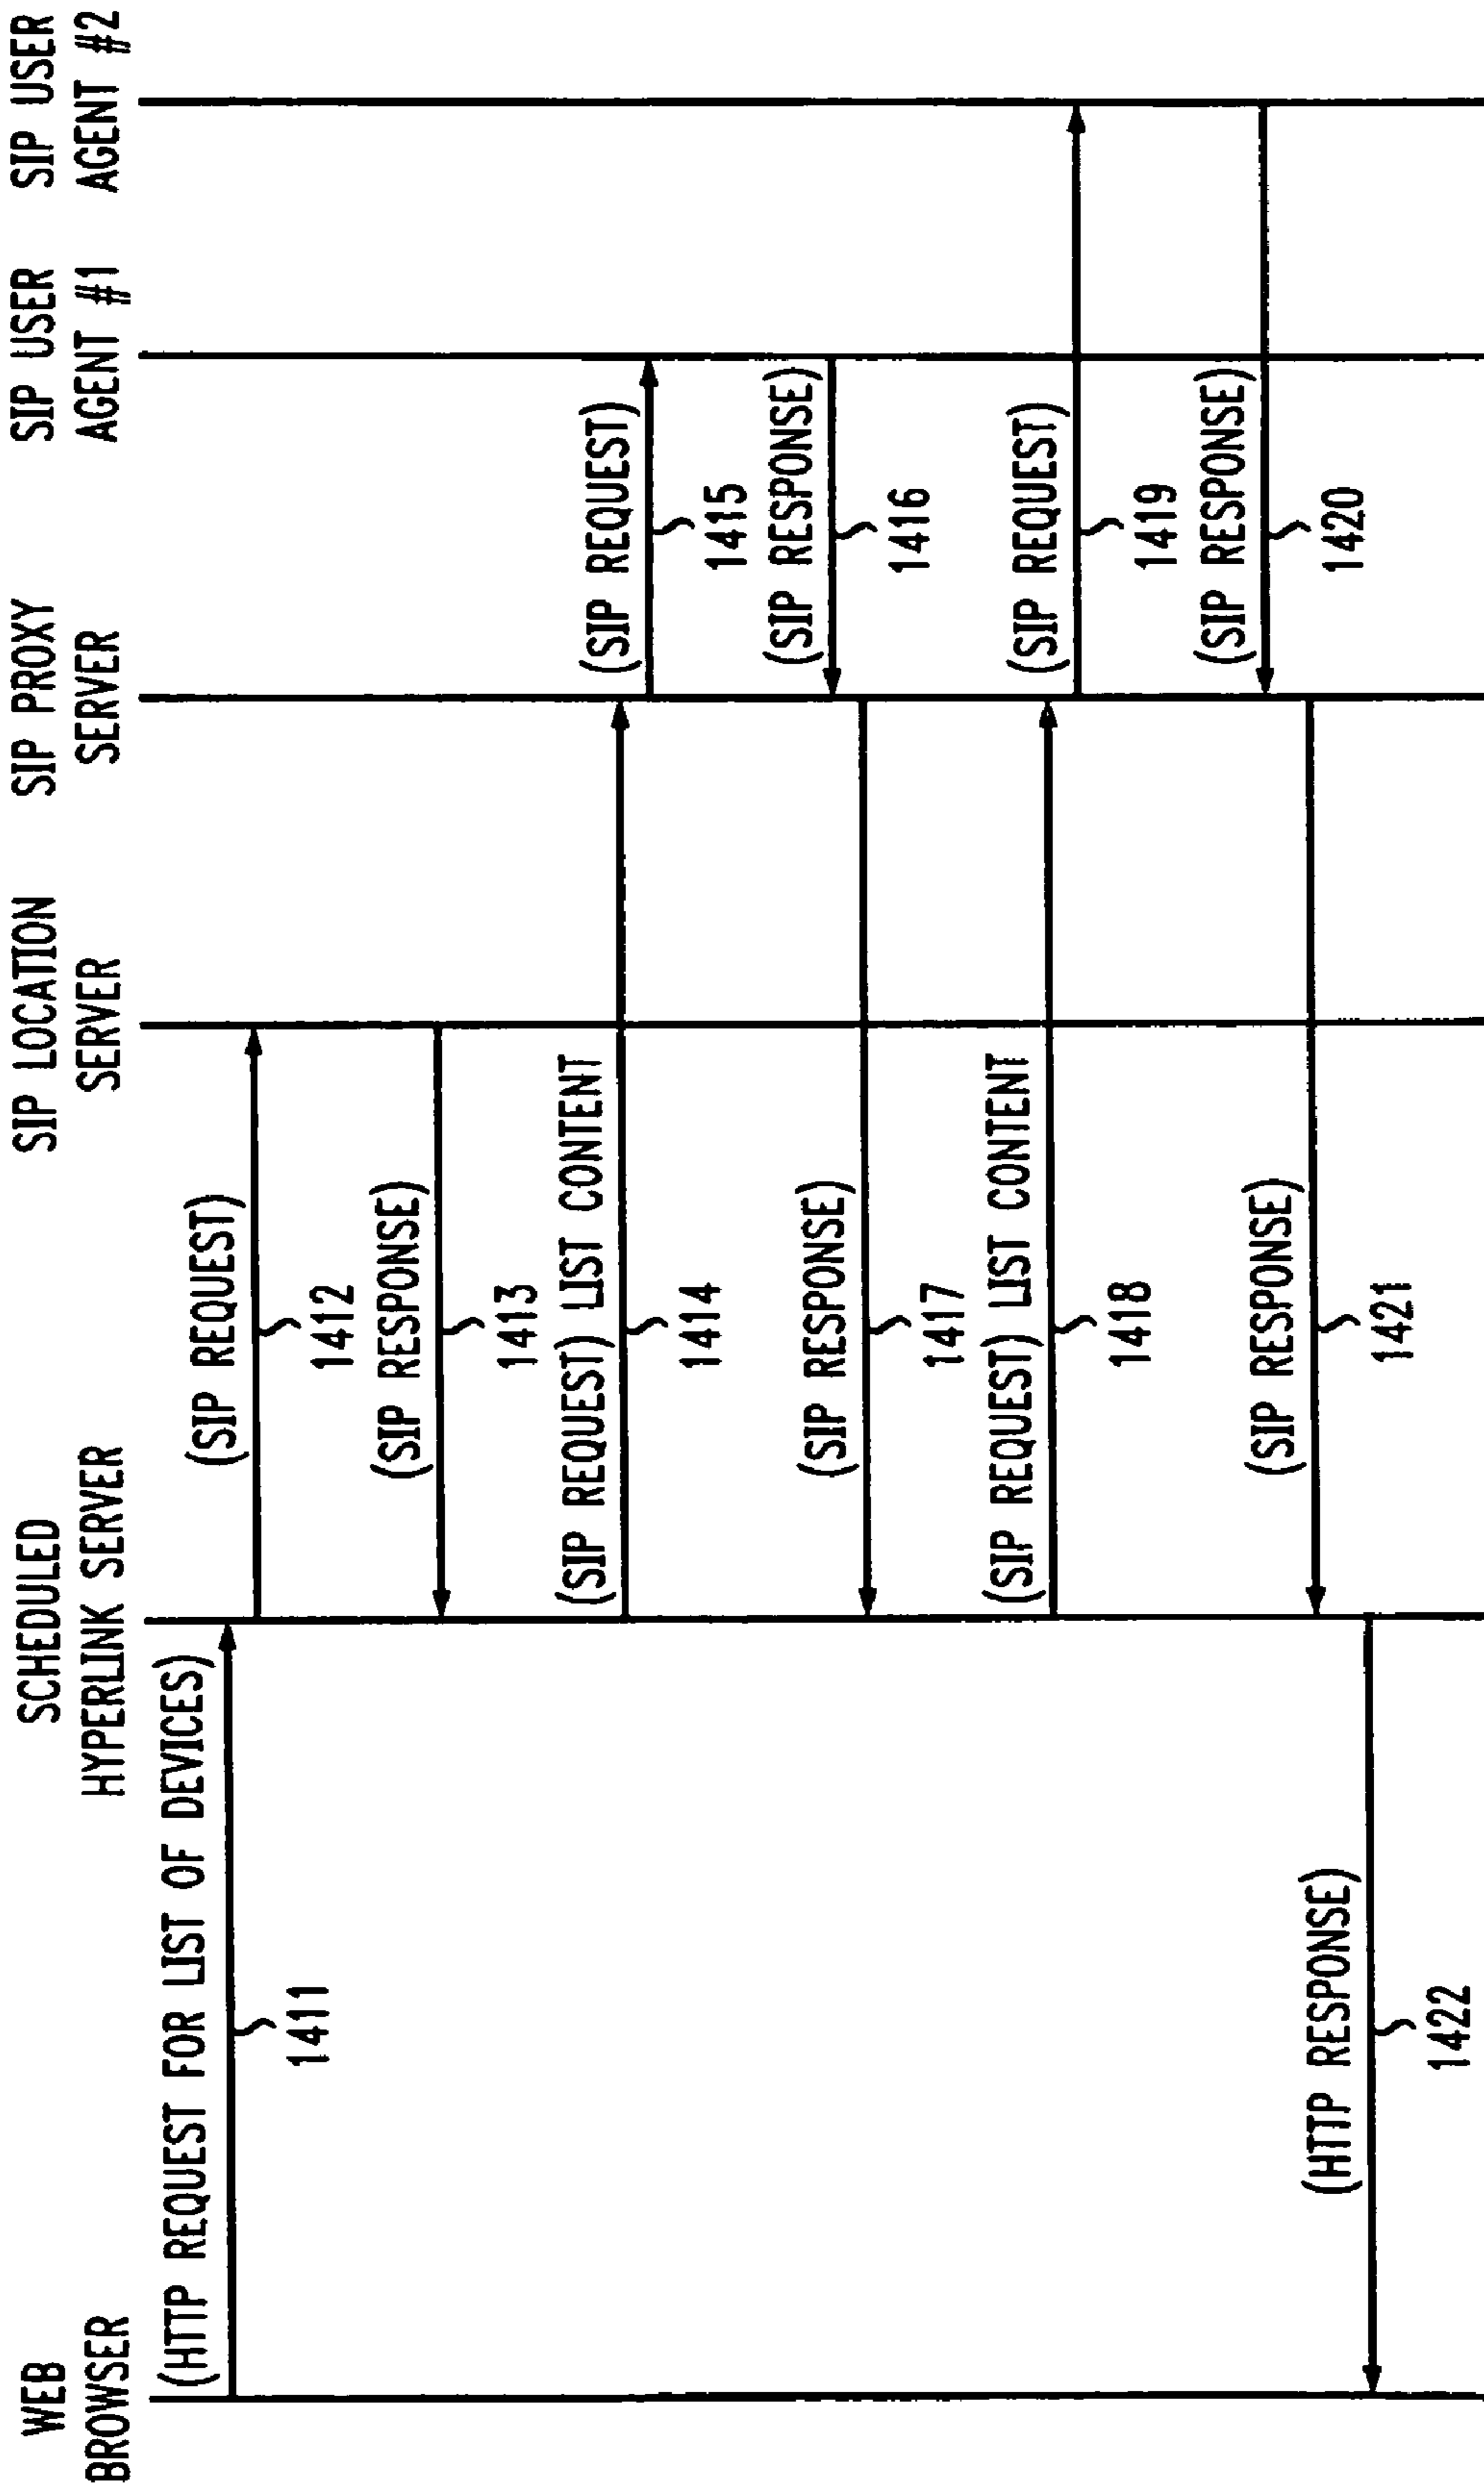 WEB
BROWSER
SCHEDULED
HYPERLINK SERVER
SIP LOCATION
SERVER
SIP PROXY
SERVER
SIP USER
AGENT #1
SIP USER
AGENT #2
(HTTP REQUEST FOR LIST OF DEVICES)
1411
(SIP REQUEST)
1412
(SIP RESPONSE)
1413
(SIP REQUEST) LIST CONTENT
1414
(SIP REQUEST)
1415
(SIP RESPONSE)
1416
(SIP RESPONSE)
1417
(SIP REQUEST) LIST CONTENT
1418
(SIP REQUEST)
1419
(SIP RESPONSE)
1420
(SIP RESPONSE)
1421
(HTTP RESPONSE)
1422